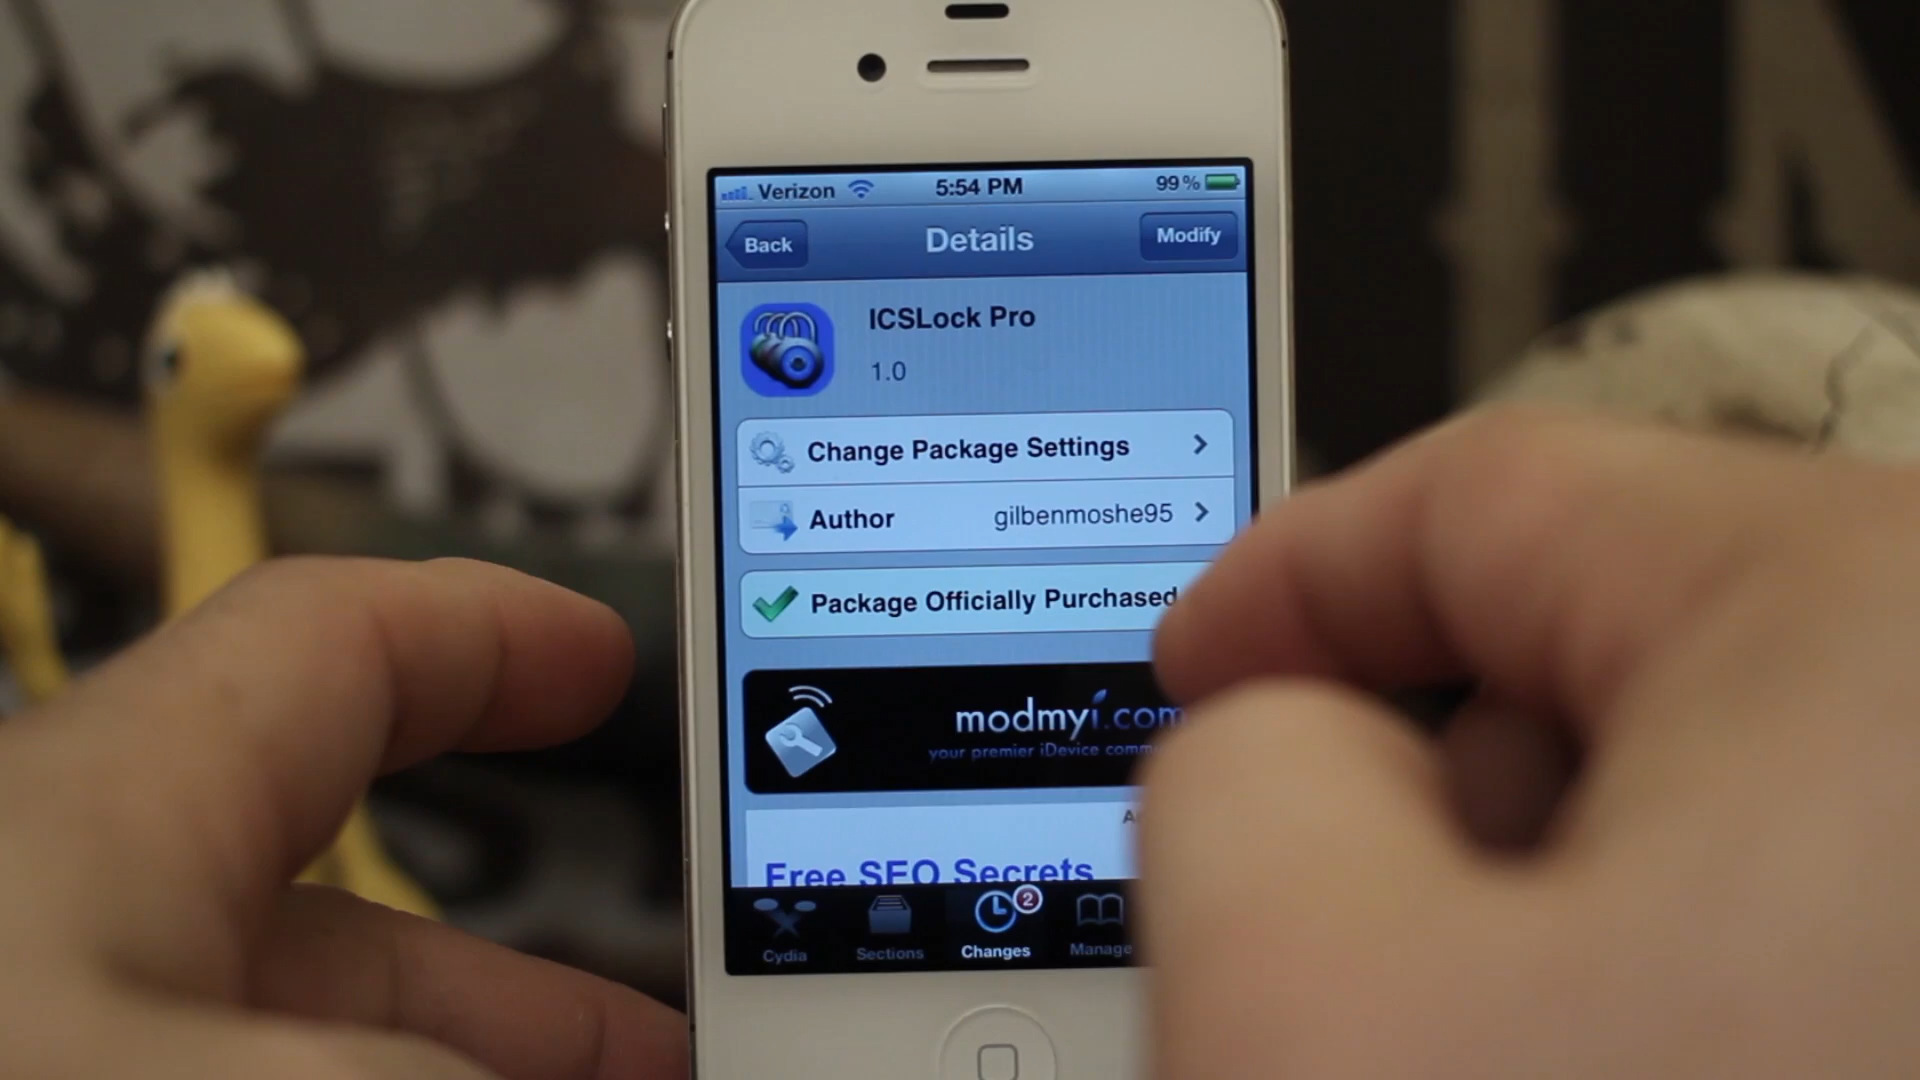 Verizon 5:54 PM 99%
Back Details Modify
ICSLock Pro
1.0
Change Package Settings
Author gilbenmoshe95
Package Officially Purchased
modmyi.com
your premier iDevice
Free SEO Secrets
2
Cydia Sections Changes Manage